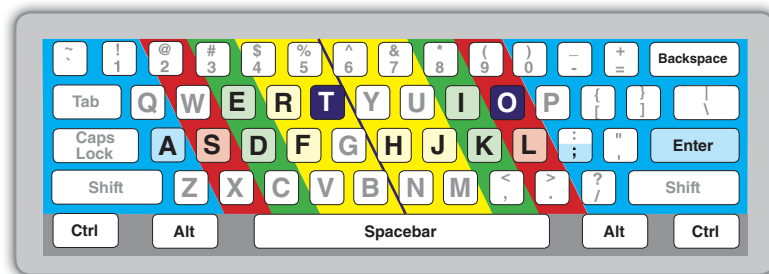 ~ ! @ # $ % ^ & * ( ) _ + Backspace
` 1 2 3 4 5 6 7 8 9 0 - =
Tab Q W E R T Y U I O P { [ } ] | \
Caps Lock A S D F G H J K L : ; " ' Enter
Shift Z X C V B N M < , > . ? / Shift
Ctrl Alt Spacebar Alt Ctrl